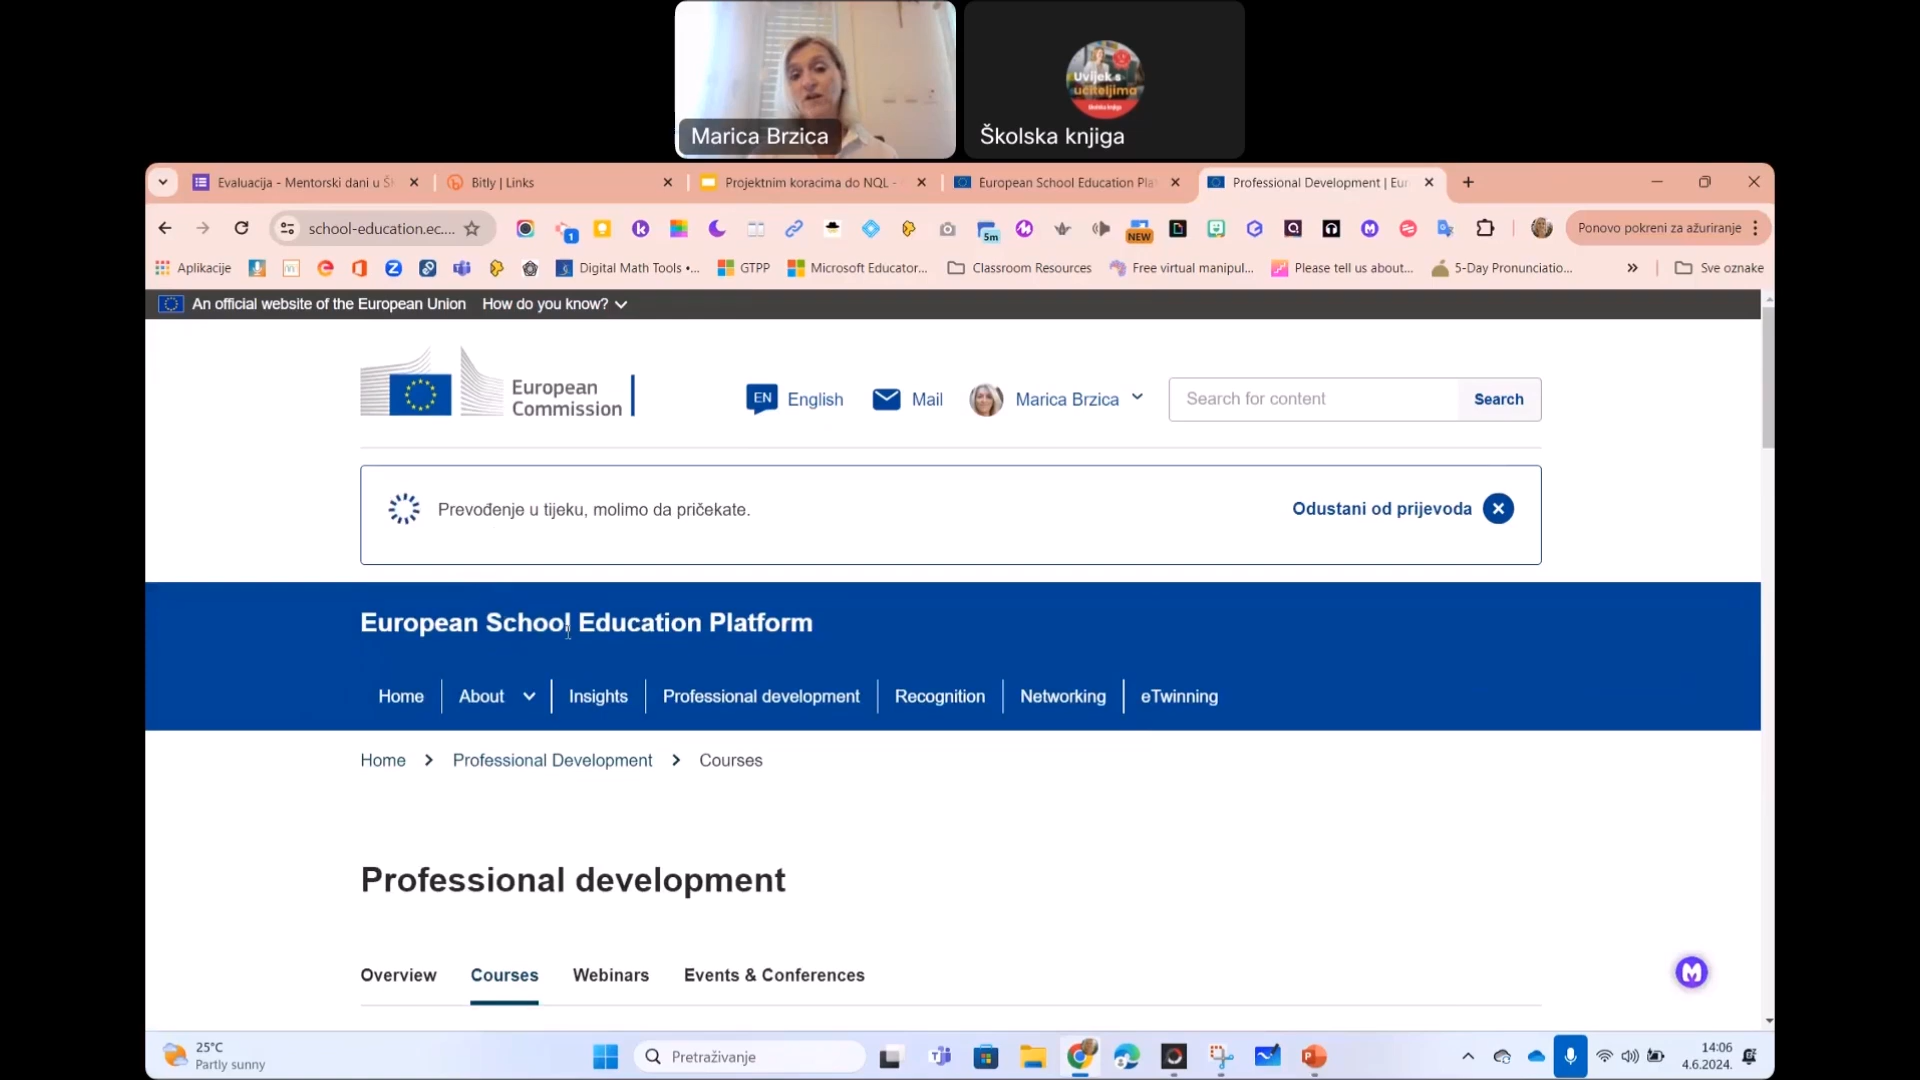 Marica Brzica
Uvijek s
učiteljima
Školska knjiga
Evaluacija - Mentorski dani u Š
Bitly | Links
Projektnim koracima do NQL -
European School Education Pla
Professional Development | Eur
school-education.ec....
1
5m
NEW
Ponovo pokreni za ažuriranje
Aplikacije
Digital Math Tools •...
GTPP
Microsoft Educator...
Classroom Resources
Free virtual manipul...
Please tell us about...
5-Day Pronunciatio...
Sve oznake
An official website of the European Union How do you know?
European
Commission
EN English
Mail
Marica Brzica
Search for content
Search
Prevođenje u tijeku, molimo da pričekate.
Odustani od prijevoda
European School Education Platform
Home
About
Insights
Professional development
Recognition
Networking
eTwinning
Home > Professional Development > Courses
Professional development
Overview
Courses
Webinars
Events & Conferences
25°C
Partly sunny
Pretraživanje
14:06
4.6.2024.